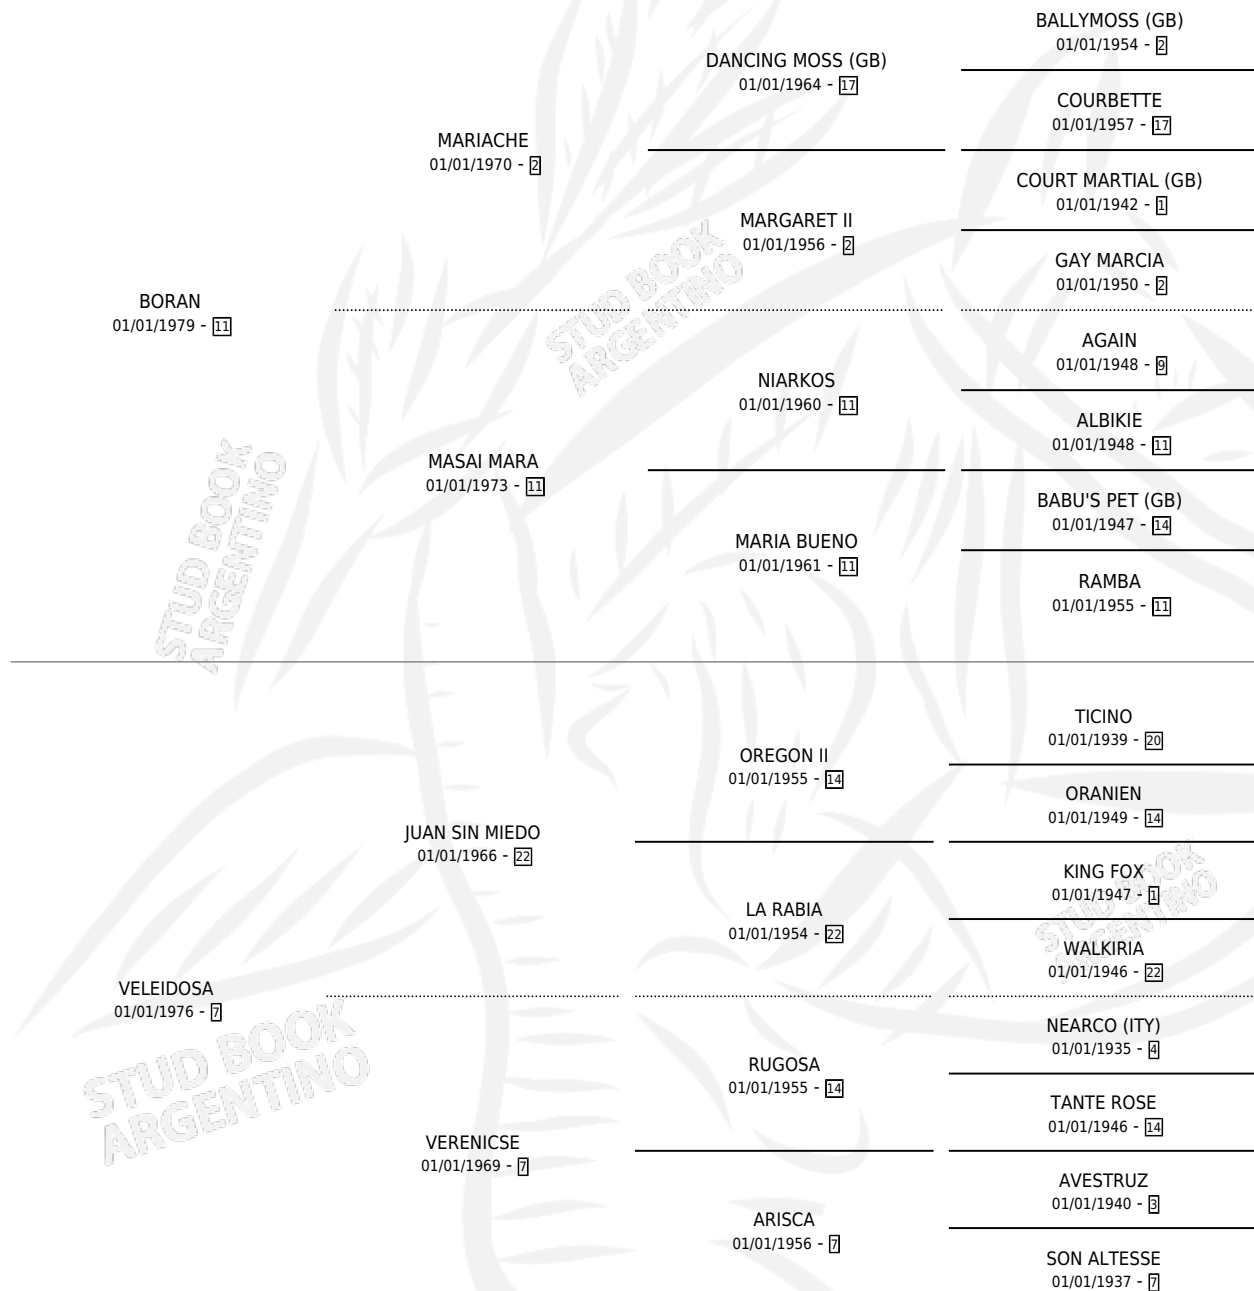 BALLYMOSS (GB)
01/01/1954 - 2
DANCING MOSS (GB)
01/01/1964 - 17
COURBETTE
01/01/1957 - 17
MARIACHE
01/01/1970 - 2
COURT MARTIAL (GB)
01/01/1942 - 1
MARGARET II
01/01/1956 - 2
GAY MARCIA
01/01/1950 - 2
BORAN
01/01/1979 - 11
STUD BOOK
ARGENTINO
AGAIN
01/01/1948 - 9
NIARKOS
01/01/1960 - 11
ALBIKIE
01/01/1948 - 11
MASAI MARA
01/01/1973 - 11
BABU'S PET (GB)
01/01/1947 - 14
MARIA BUENO
01/01/1961 - 11
RAMBA
01/01/1955 - 11
STUD BOOK
ARGENTINO
TICINO
01/01/1939 - 20
OREGON II
01/01/1955 - 14
ORANIEN
01/01/1949 - 14
JUAN SIN MIEDO
01/01/1966 - 22
KING FOX
01/01/1947 - 1
LA RABIA
01/01/1954 - 22
STUD BOOK
ARGENTINO
WALKIRIA
01/01/1946 - 22
VELEIDOSA
01/01/1976 - 7
STUD BOOK
ARGENTINO
NEARCO (ITY)
01/01/1935 - 4
RUGOSA
01/01/1955 - 14
TANTE ROSE
01/01/1946 - 14
VERENICSE
01/01/1969 - 7
AVESTRUZ
01/01/1940 - 3
ARISCA
01/01/1956 - 7
SON ALTESSE
01/01/1937 - 7